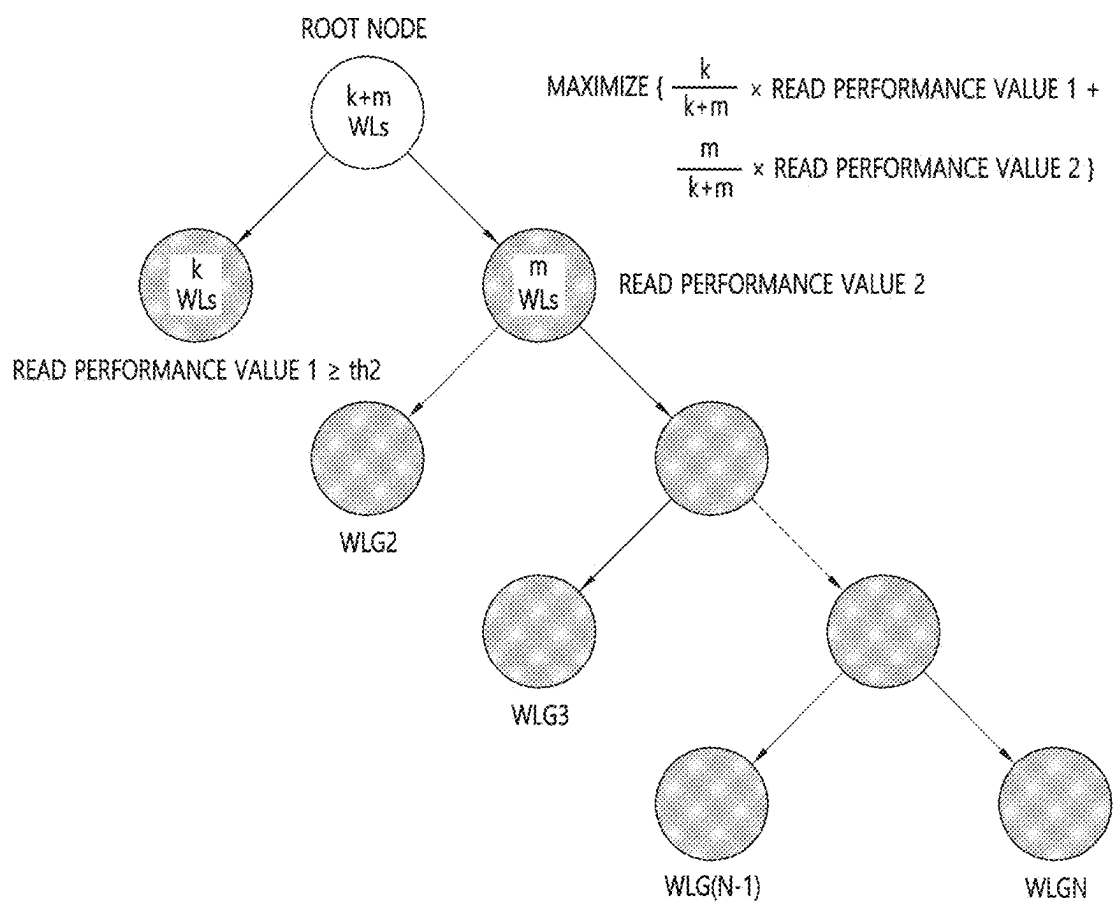 ROOT NODE
k+m
WLs
MAXIMIZE { k/k+m × READ PERFORMANCE VALUE 1 +
m/k+m × READ PERFORMANCE VALUE 2 }
k
WLs
m
WLs
READ PERFORMANCE VALUE 2
READ PERFORMANCE VALUE 1 ≥ th2
WLG2
WLG3
WLG(N-1)
WLGN